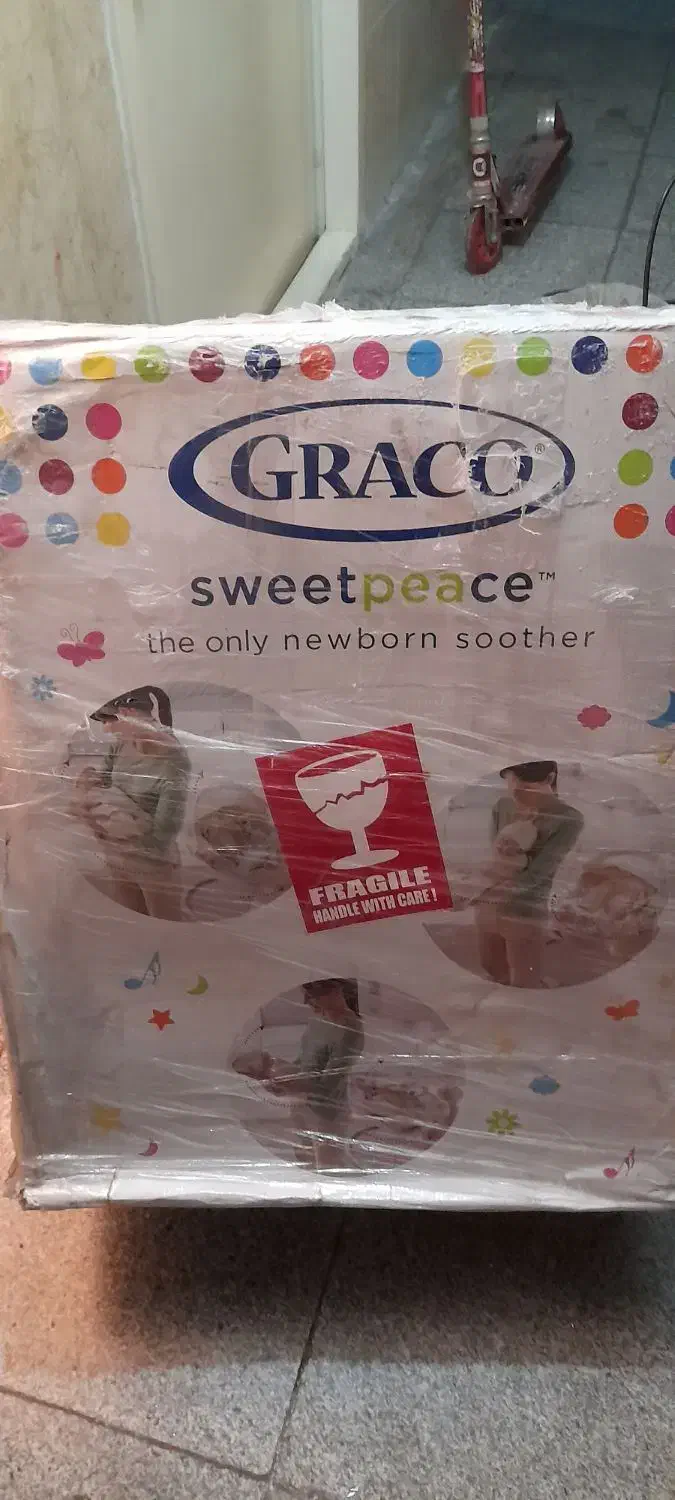 GRACO®
sweetpeace™
the only newborn soother
FRAGILE
HANDLE WITH CARE!